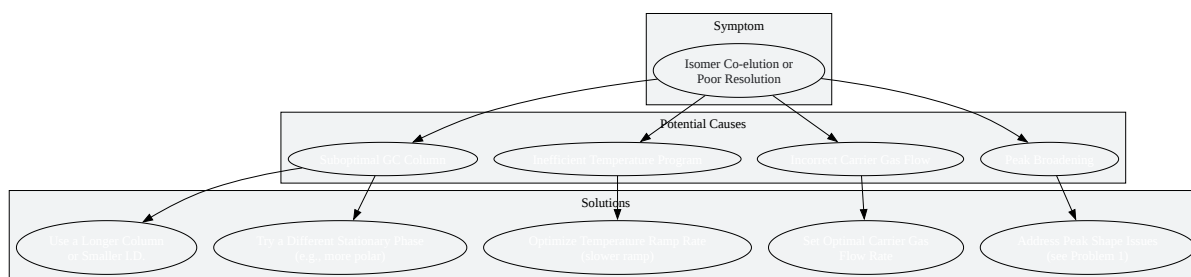 Symptom
Isomer Co-elution or
Poor Resolution
Potential Causes
Suboptimal GC Column
Inefficient Temperature Program
Incorrect Carrier Gas Flow
Peak Broadening
Solutions
Use a Longer Column
or Smaller I.D.
Try a Different Stationary Phase
(e.g., more polar)
Optimize Temperature Ramp Rate
(slower ramp)
Set Optimal Carrier Gas
Flow Rate
Address Peak Shape Issues
(see Problem 1)